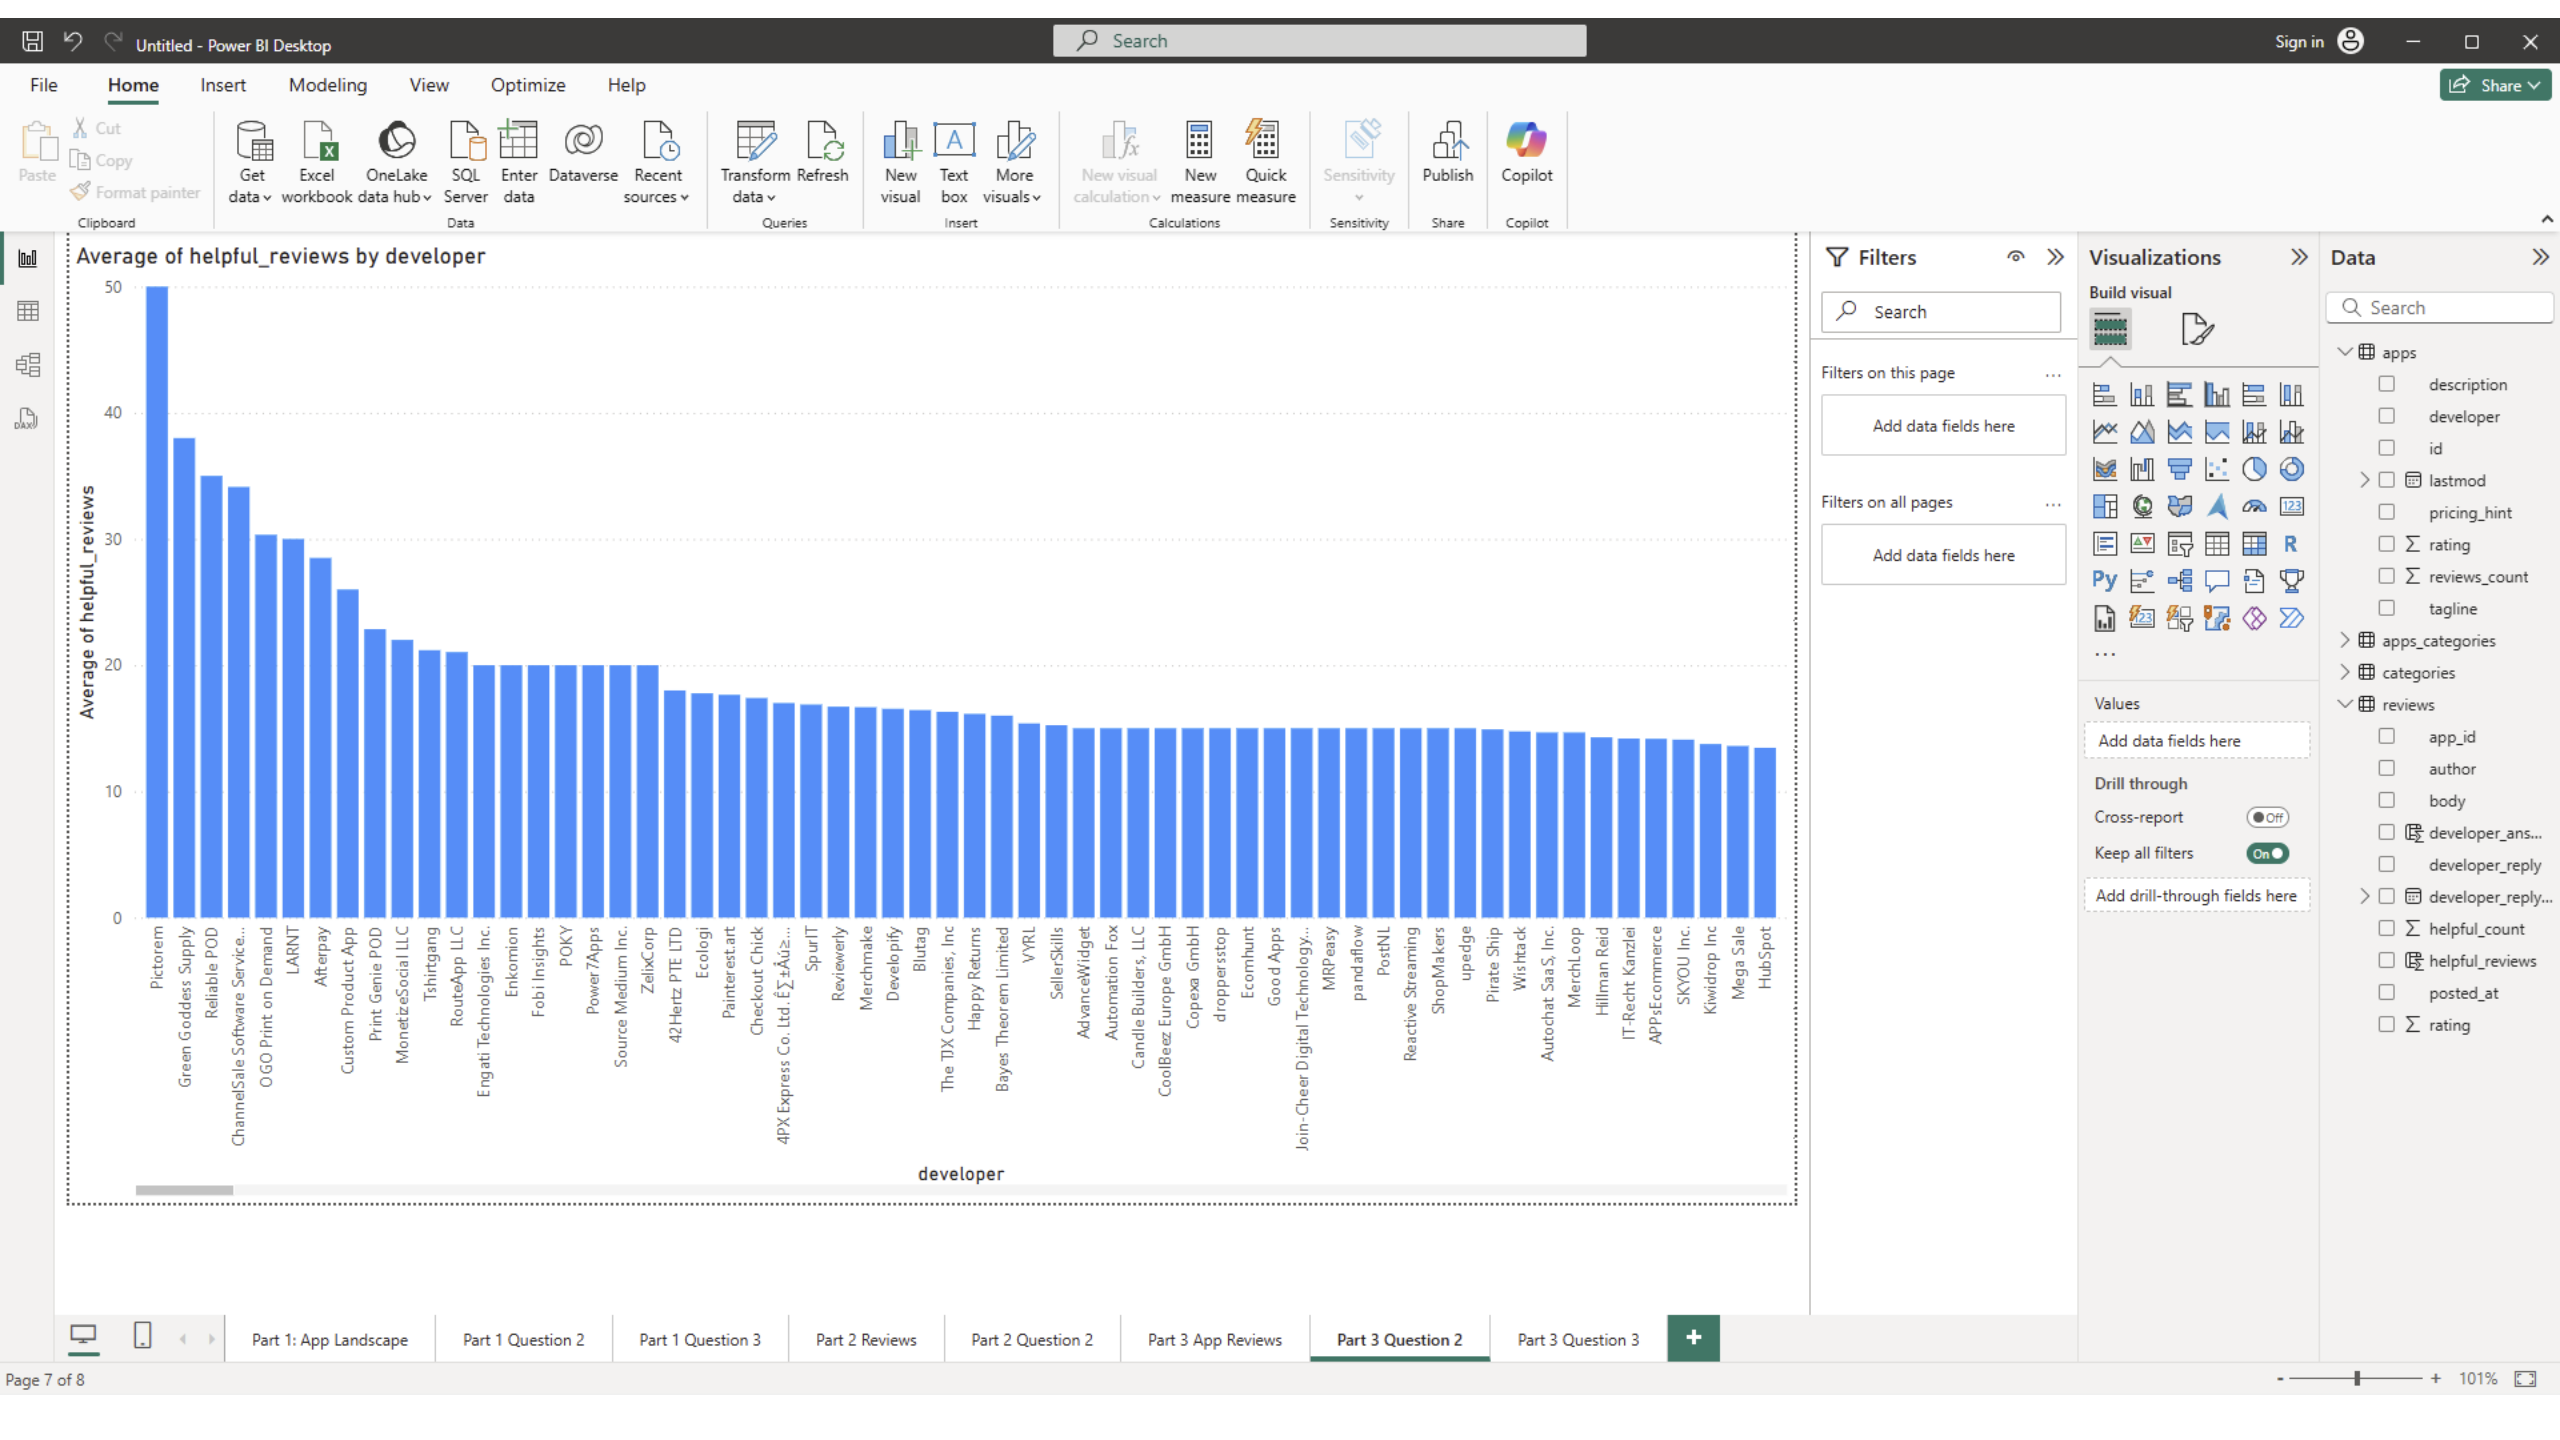 Untitled - Power BI Desktop
Search
Sign in
File Home Insert Modeling View Optimize Help
Share
Paste
Cut
Copy
Format painter
Clipboard
Get data
Excel workbook
OneLake data hub
SQL Server
Enter data
Dataverse
Recent sources
Data
Transform data
Refresh
Queries
New visual
Text box
More visuals
Insert
New visual calculation
New measure
Quick measure
Calculations
Sensitivity
Sensitivity
Publish
Share
Copilot
Copilot
Average of helpful_reviews by developer
Average of helpful_reviews
50
40
30
20
10
0
Pictorem
Green Goddess Supply
Reliable POD
ChannelSale Software Service...
OGO Print on Demand
LARNT
Afterpay
Custom Product App
Print Genie POD
MonetizeSocial LLC
Tshirtgang
RouteApp LLC
Engati Technologies Inc.
Enkomion
Fobi Insights
POKY
Power7Apps
Source Medium Inc.
ZelixCorp
42Hertz PTE LTD
Ecologi
Painterest.art
Checkout Chick
4PX Express Co. Ltd. Ê∑±Âú≥...
SpurIT
Reviewerly
Merchmake
Developify
Blutag
The TJX Companies, Inc
Happy Returns
Bayes Theorem Limited
VYRL
SellerSkills
AdvanceWidget
Automation Fox
Candle Builders, LLC
CoolBeez Europe GmbH
Copexa GmbH
droppersstop
Ecomhunt
Good Apps
Join-Cheer Digital Technology...
MRPeasy
pandaflow
PostNL
Reactive Streaming
ShopMakers
upedge
Pirate Ship
Wishtack
Autochat SaaS, Inc.
MerchLoop
Hillman Reid
IT-Recht Kanzlei
APPsEcommerce
SKYOU Inc.
Kiwidrop Inc
Mega Sale
HubSpot
developer
Filters
Search
Filters on this page
...
Add data fields here
Filters on all pages
...
Add data fields here
Visualizations
Build visual
123
R
Py
123
...
Values
Add data fields here
Drill through
Cross-report
Off
Keep all filters
On
Add drill-through fields here
Data
Search
apps
description
developer
id
lastmod
pricing_hint
∑ rating
∑ reviews_count
tagline
apps_categories
categories
reviews
app_id
author
body
developer_ans...
developer_reply
developer_reply...
∑ helpful_count
helpful_reviews
posted_at
∑ rating
DAX
Part 1: App Landscape
Part 1 Question 2
Part 1 Question 3
Part 2 Reviews
Part 2 Question 2
Part 3 App Reviews
Part 3 Question 2
Part 3 Question 3
+
Page 7 of 8
- + 101%